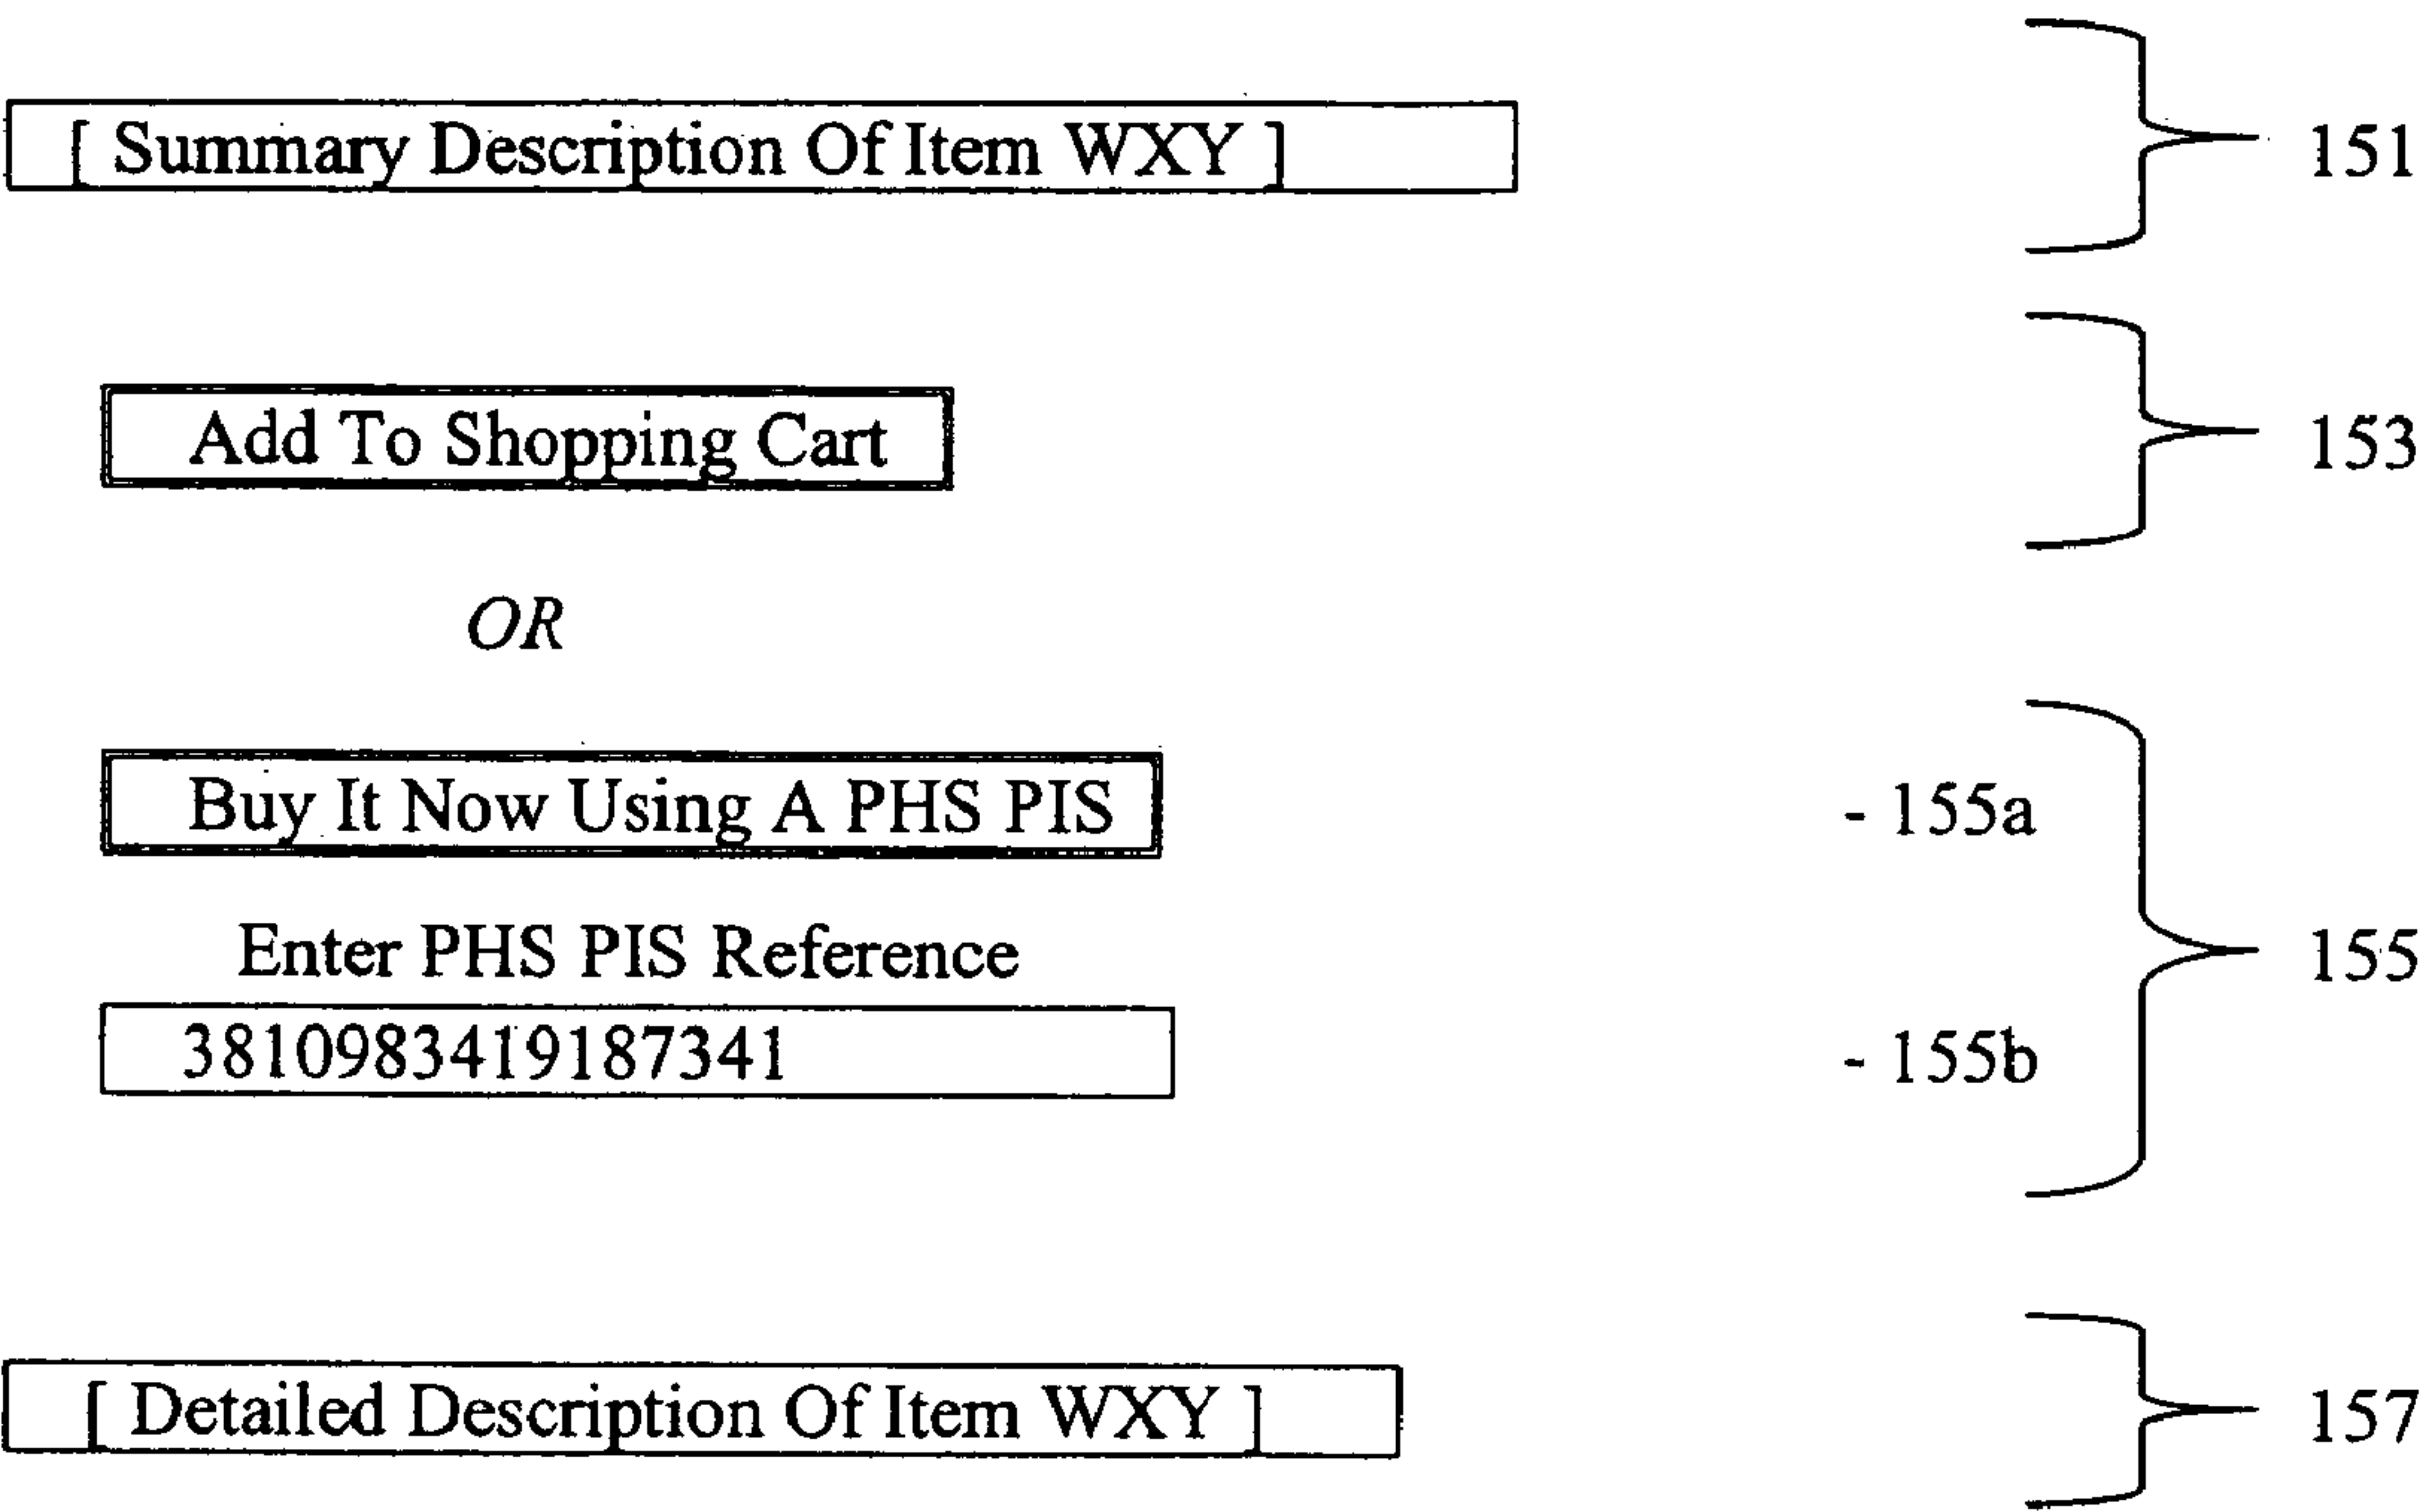 [ Summary Description Of Item WXY ] 151
Add To Shopping Cart 153
OR
Buy It Now Using A PHS PIS - 155a
Enter PHS PIS Reference 155
3810983419187341 - 155b
[ Detailed Description Of Item WXY ] 157